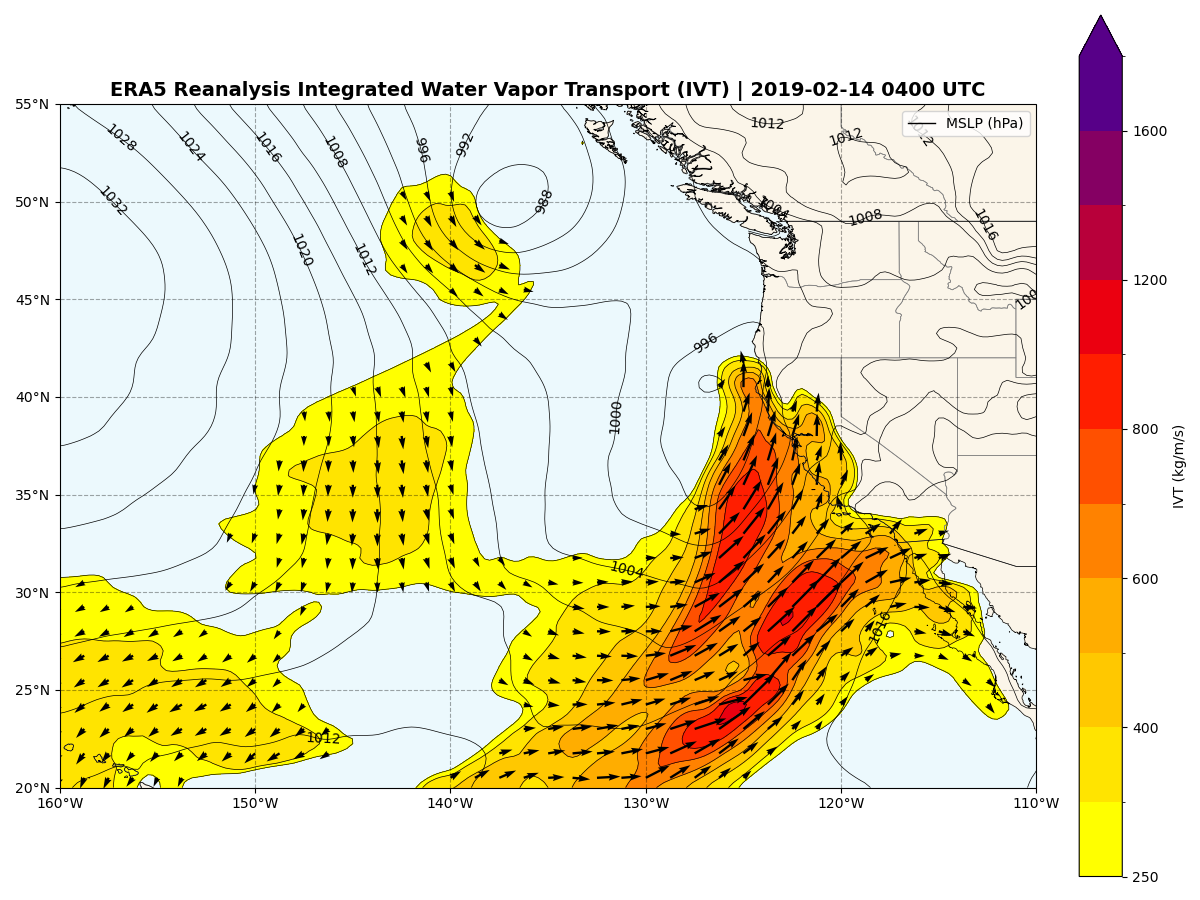 ERA5 Reanalysis Integrated Water Vapor Transport (IVT) | 2019-02-14 0400 UTC
MSLP (hPa)
55°N
50°N
45°N
40°N
35°N
30°N
25°N
20°N
160°W
150°W
140°W
130°W
120°W
110°W
1028
1024
1016
1008
996
992
1012
1012
1012
1032
988
1004
1008
1016
1020
1012
996
1000
1004
1016
1012
1600
1200
800
600
400
250
IVT (kg/m/s)